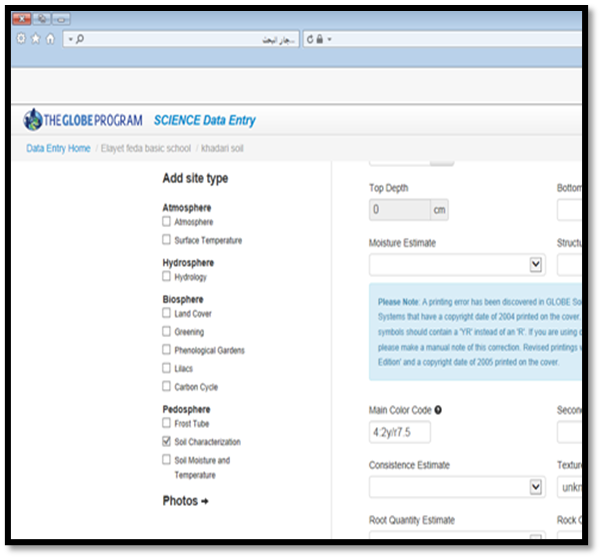 جار البحث...
THE GLOBE PROGRAM SCIENCE Data Entry
Data Entry Home / Elayet feda basic school / khadari soil
Add site type
Atmosphere
Atmosphere
Surface Temperature
Hydrosphere
Hydrology
Biosphere
Land Cover
Greening
Phenological Gardens
Lilacs
Carbon Cycle
Pedosphere
Frost Tube
Soil Characterization
Soil Moisture and
Temperature
Photos
Top Depth Bottom
0 cm
Moisture Estimate Structu
Please Note: A printing error has been discovered in GLOBE So
Systems that have a copyright date of 2004 printed on the cover.
symbols should contain a 'YR' instead of an 'R'. If you are using o
please make a manual note of this correction. Revised printings w
Edition' and a copyright date of 2005 printed on the cover.
Main Color Code Secon
4:2y/r7.5
Consistence Estimate Textur
unkn
Root Quantity Estimate Rock